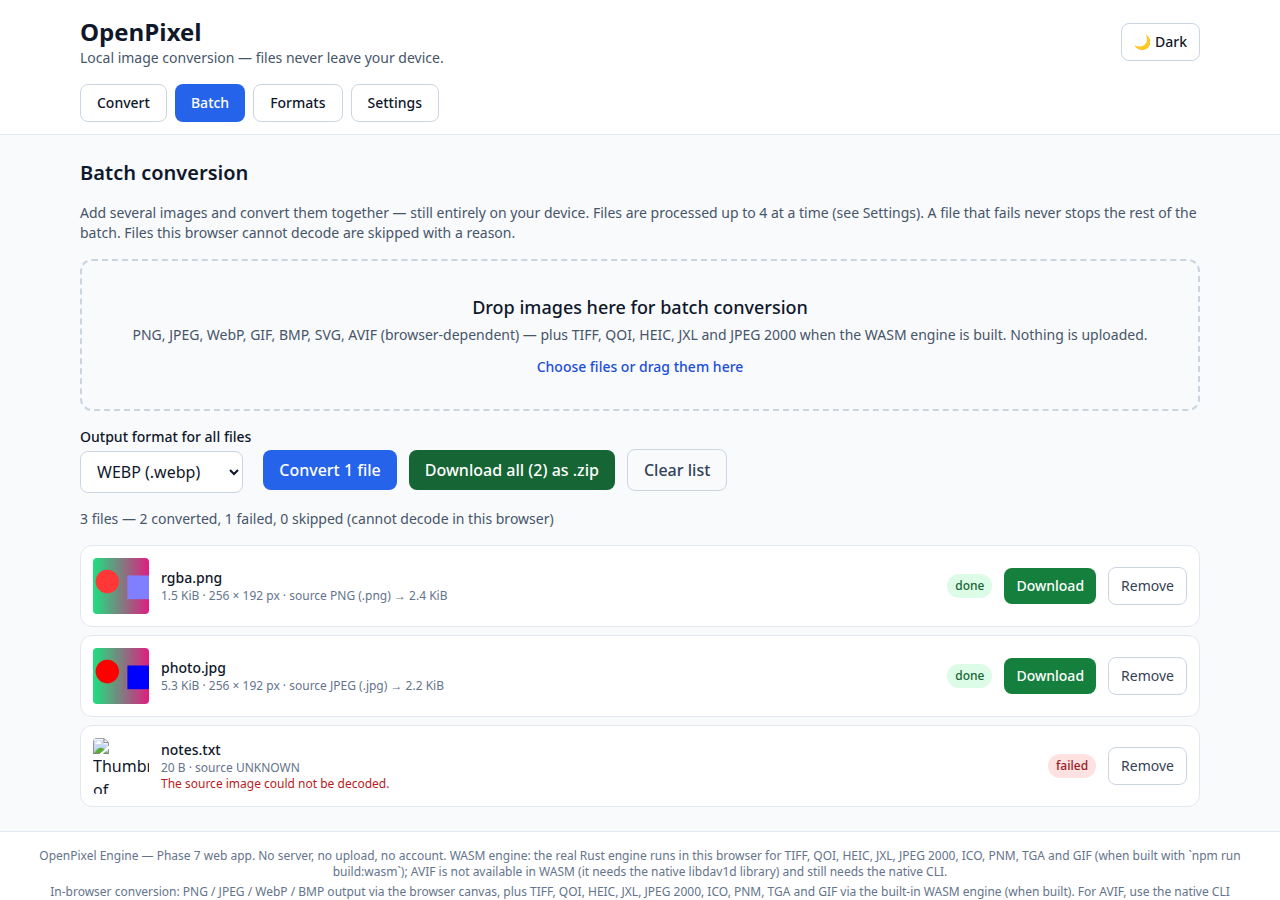 OpenPixel
Local image conversion — files never leave your device.
🌙 Dark
Convert
Batch
Formats
Settings
Batch conversion
Add several images and convert them together — still entirely on your device. Files are processed up to 4 at a time (see Settings). A file that fails never stops the rest of the
batch. Files this browser cannot decode are skipped with a reason.
Drop images here for batch conversion
PNG, JPEG, WebP, GIF, BMP, SVG, AVIF (browser-dependent) — plus TIFF, QOI, HEIC, JXL and JPEG 2000 when the WASM engine is built. Nothing is uploaded.
Choose files or drag them here
Output format for all files
WEBP (.webp)
Convert 1 file
Download all (2) as .zip
Clear list
3 files — 2 converted, 1 failed, 0 skipped (cannot decode in this browser)
rgba.png
1.5 KiB · 256 × 192 px · source PNG (.png) → 2.4 KiB
done
Download
Remove
photo.jpg
5.3 KiB · 256 × 192 px · source JPEG (.jpg) → 2.2 KiB
done
Download
Remove
Thumbn
of
notes.txt
20 B · source UNKNOWN
The source image could not be decoded.
failed
Remove
OpenPixel Engine — Phase 7 web app. No server, no upload, no account. WASM engine: the real Rust engine runs in this browser for TIFF, QOI, HEIC, JXL, JPEG 2000, ICO, PNM, TGA and GIF (when built with `npm run
build:wasm`); AVIF is not available in WASM (it needs the native libdav1d library) and still needs the native CLI.
In-browser conversion: PNG / JPEG / WebP / BMP output via the browser canvas, plus TIFF, QOI, HEIC, JXL, JPEG 2000, ICO, PNM, TGA and GIF via the built-in WASM engine (when built). For AVIF, use the native CLI